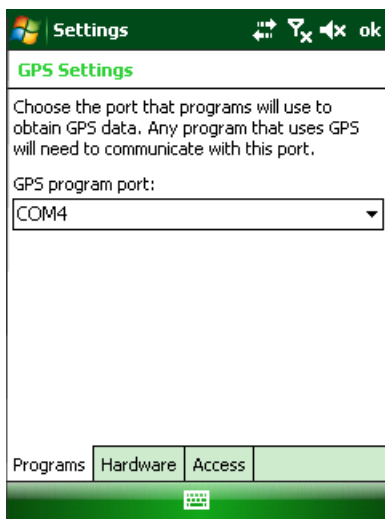 Settings ok
GPS Settings
Choose the port that programs will use to
obtain GPS data. Any program that uses GPS
will need to communicate with this port.
GPS program port:
COM4
Programs Hardware Access